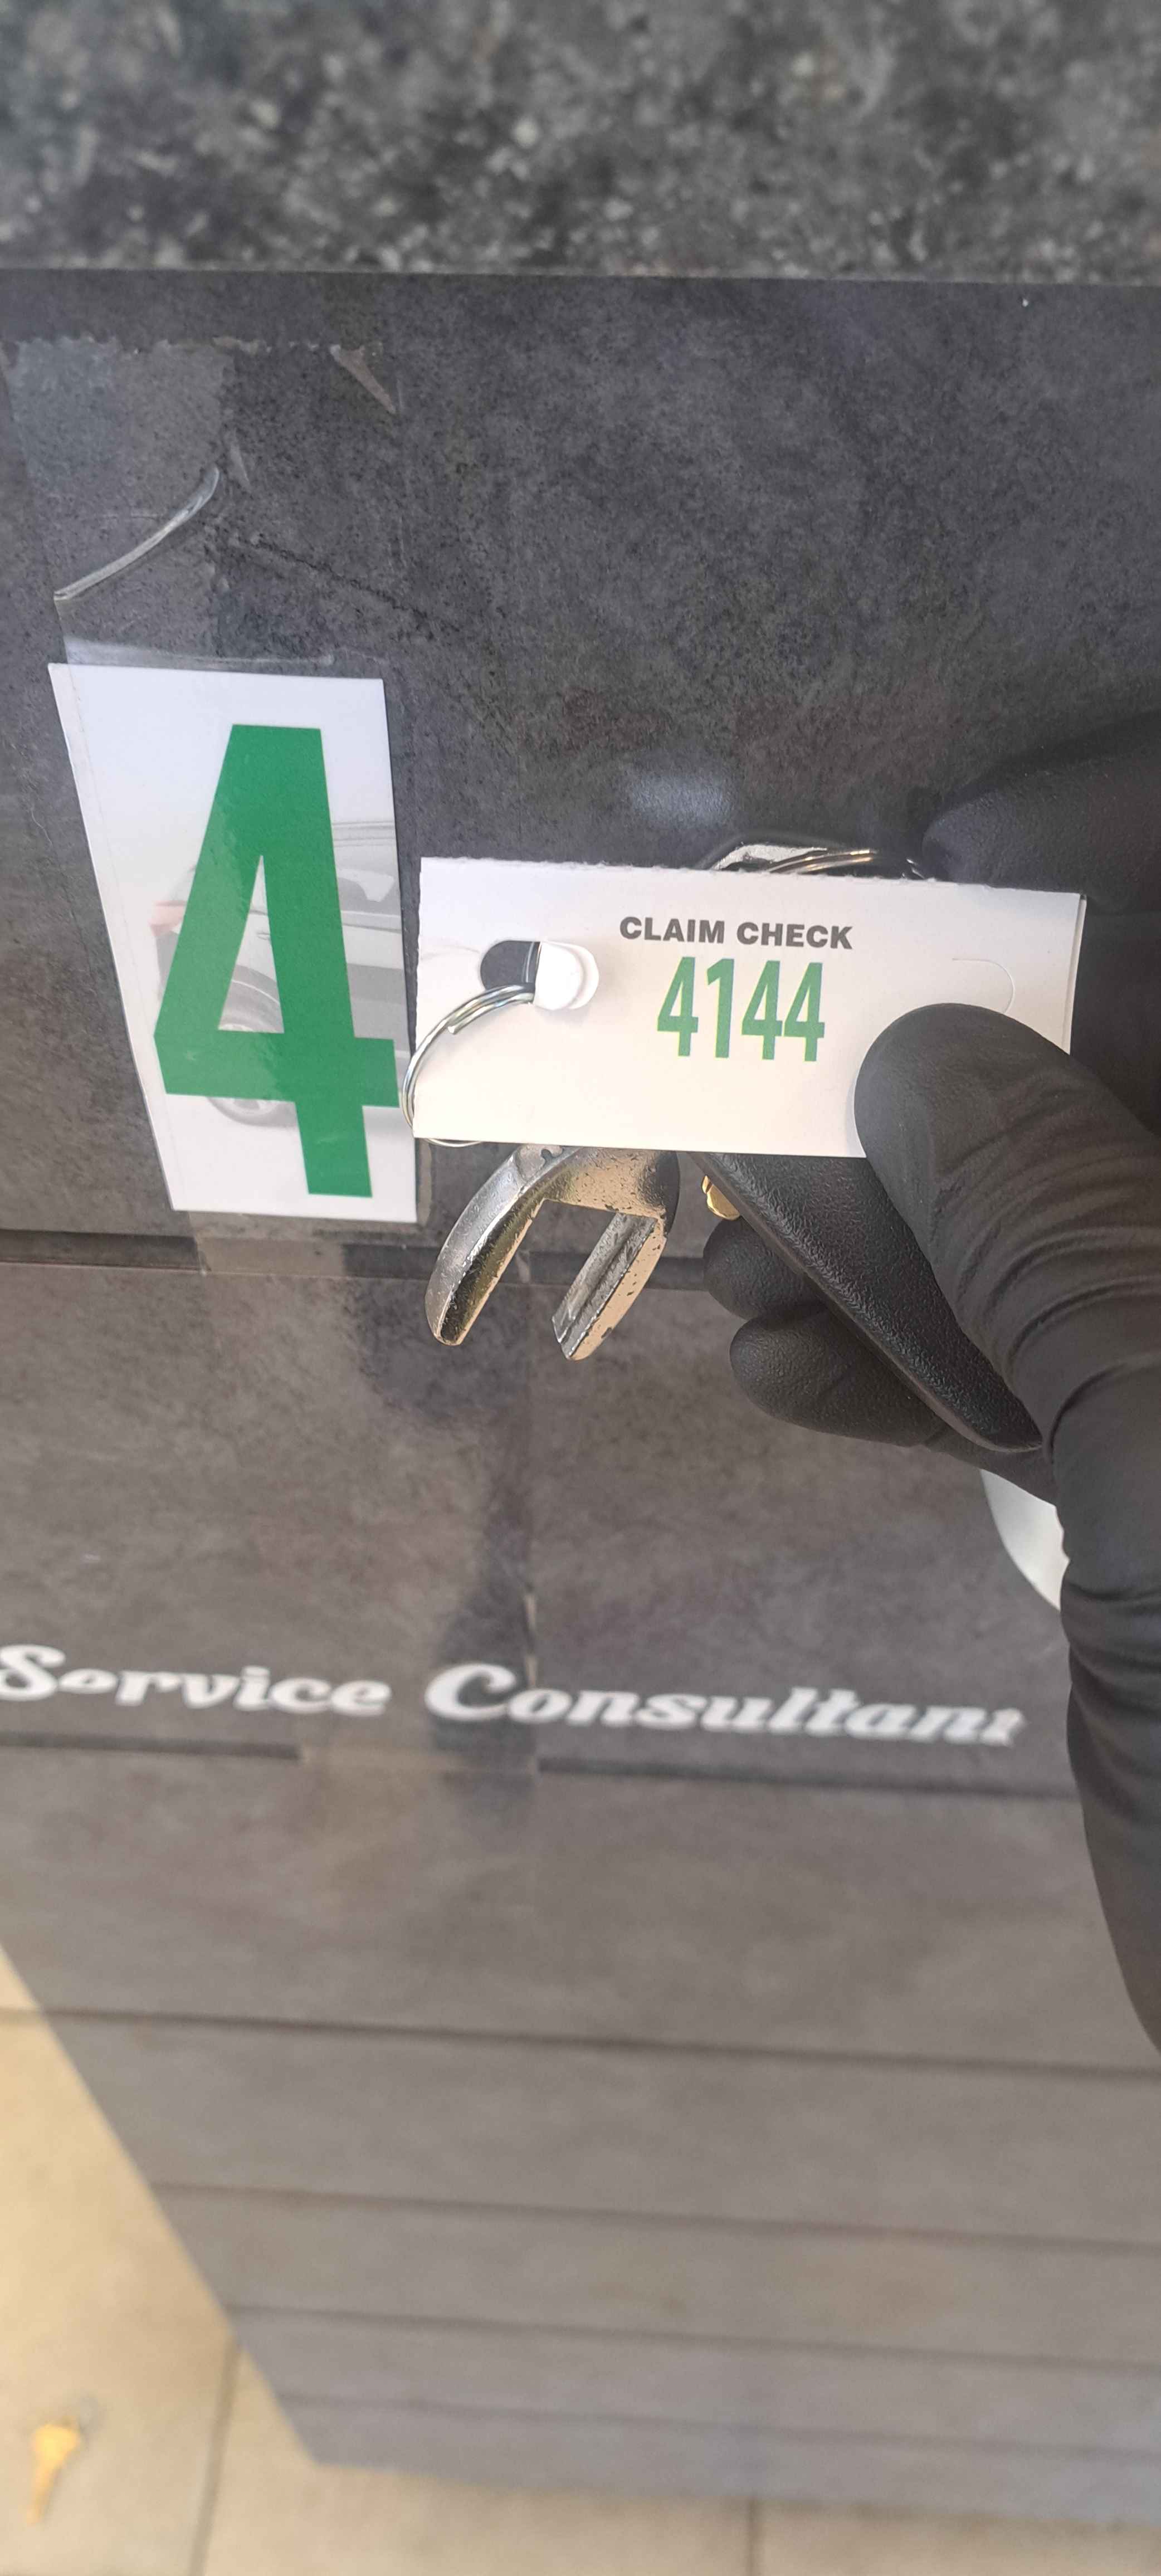 4
CLAIM CHECK
4144
Service Consultant